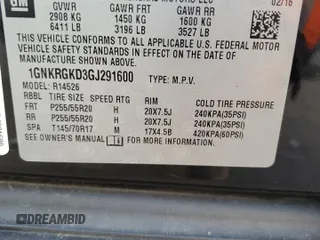 GM
02/16
GVWR GAWR FRT GAWR RR
2908 KG 1450 KG 1600 KG
6411 LB 3196 LB 3527 LB
THIS VEHICLE CONFORMS TO ALL APPLICABLE U.S.
FEDERAL MOTOR VEHICLE SAFETY AND THEFT PREVENTION
STANDARDS IN EFFECT ON THE DATE OF
MANUFACTURE SHOWN ABOVE.
1GNKRGKD3GJ291600 TYPE: M.P.V.
MODEL: R14526
RBBL TIRE SIZE RIM COLD TIRE PRESSURE
FRT P255/55R20 H 20X7.5J 240KPA(35PSI)
RR P255/55R20 H 20X7.5J 240KPA(35PSI)
SPA T145/70R17 M 17X4.5B 420KPA(60PSI)
SEE OWNER'S MANUAL FOR MORE INFORMATION.
DREAMBID